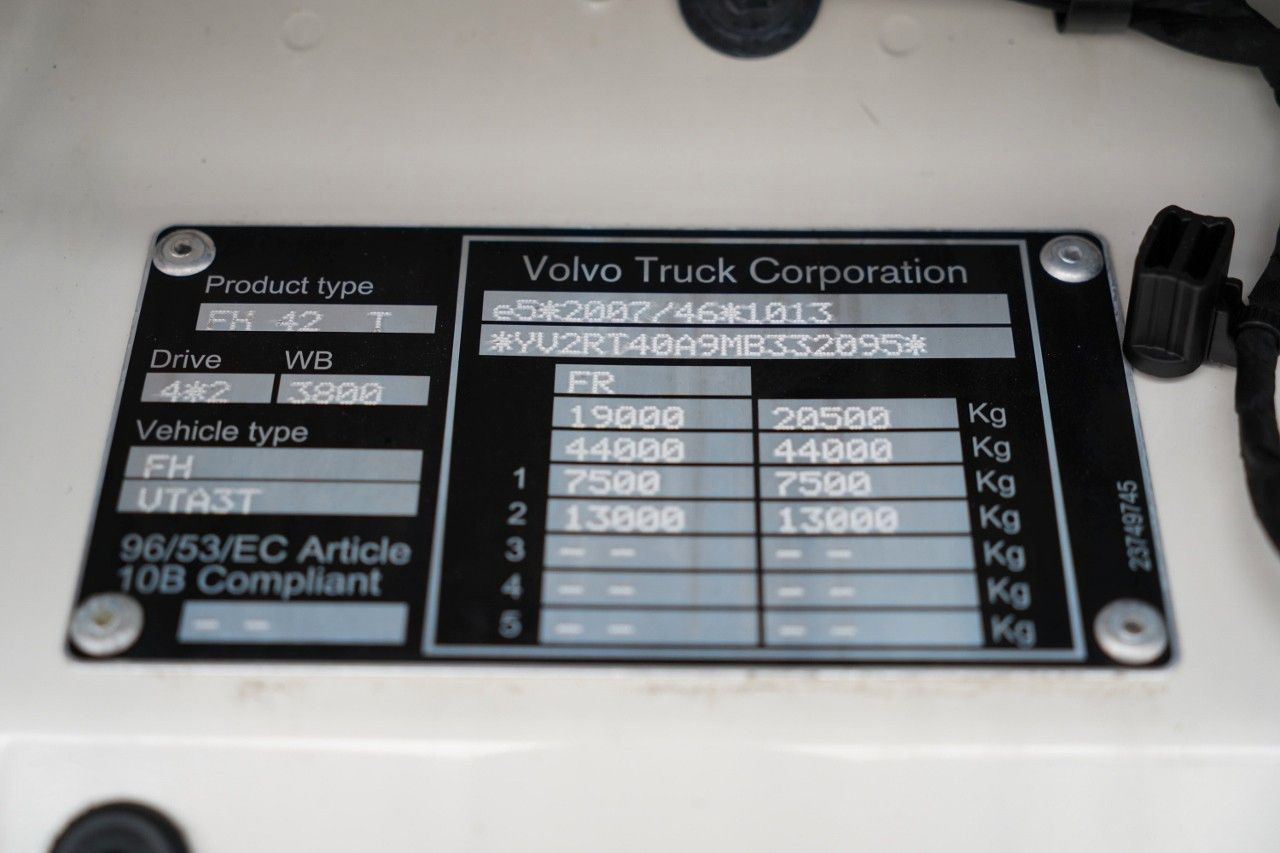 Product type
FH 42 T
Drive WB
4*2 3800
Vehicle type
FH
VTA3T
96/53/EC Article
10B Compliant
- -
Volvo Truck Corporation
e5*2007/46*1013
*YV2RT40A9MB332095*
FR
19000 20500 Kg
44000 44000 Kg
1 7500 7500 Kg
2 13000 13000 Kg
3 - - - - Kg
4 - - - - Kg
5 - - - - Kg
23749745